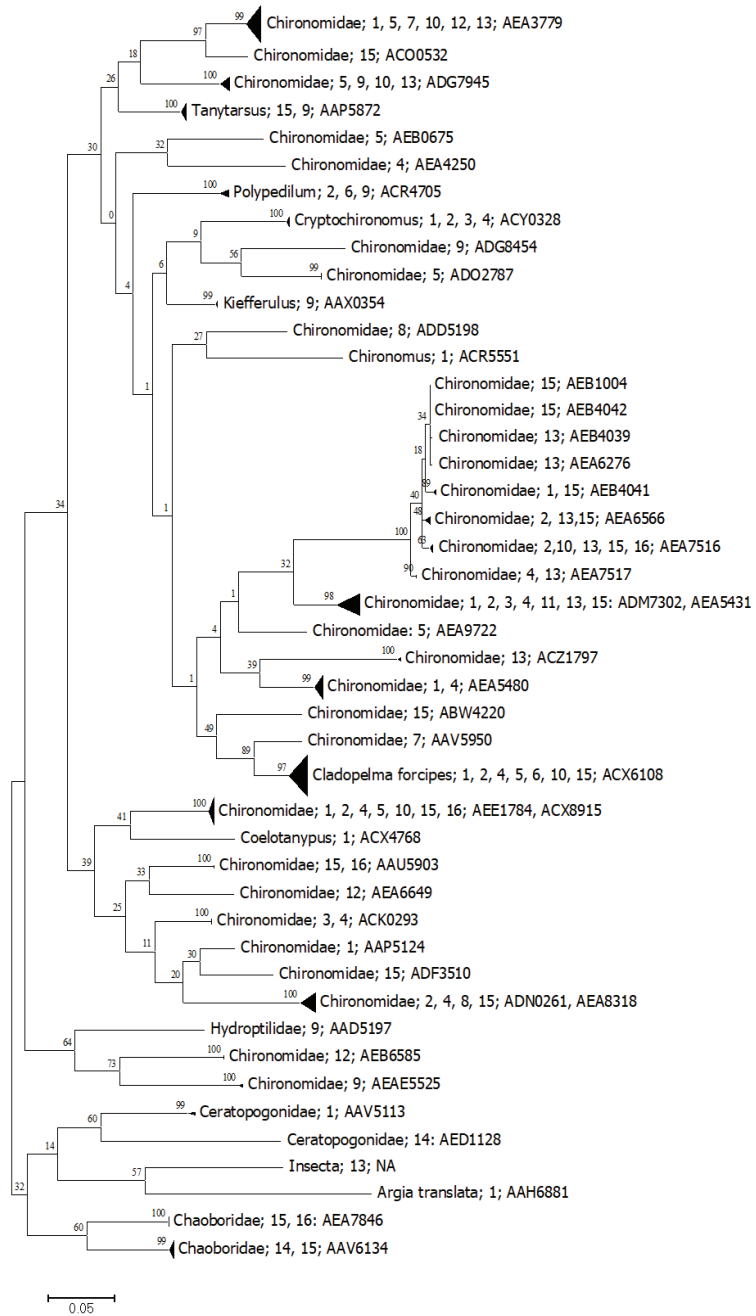 99 Chironomidae; 1, 5, 7, 10, 12, 13; AEA3779
97
Chironomidae; 15; ACO0532
18
100 Chironomidae; 5, 9, 10, 13; ADG7945
26
100 Tanytarsus; 15, 9; AAP5872
30
Chironomidae; 5; AEB0675
32
Chironomidae; 4; AEA4250
0
100 Polypedilum; 2, 6, 9; ACR4705
100 Cryptochironomus; 1, 2, 3, 4; ACY0328
9
Chironomidae; 9; ADG8454
56
99 Chironomidae; 5; ADO2787
6
4
99 Kiefferulus; 9; AAX0354
Chironomidae; 8; ADD5198
27
Chironomus; 1; ACR5551
1
Chironomidae; 15; AEB1004
Chironomidae; 15; AEB4042
34
Chironomidae; 13; AEB4039
18
Chironomidae; 13; AEA6276
89 Chironomidae; 1, 15; AEB4041
40
48 Chironomidae; 2, 13,15; AEA6566
34
1
100
63 Chironomidae; 2,10, 13, 15, 16; AEA7516
32
90 Chironomidae; 4, 13; AEA7517
98 Chironomidae; 1, 2, 3, 4, 11, 13, 15: ADM7302, AEA5431
1
Chironomidae: 5; AEA9722
4
100 Chironomidae; 13; ACZ1797
39
99 Chironomidae; 1, 4; AEA5480
1
Chironomidae; 15; ABW4220
49
Chironomidae; 7; AAV5950
89
97 Cladopelma forcipes; 1, 2, 4, 5, 6, 10, 15; ACX6108
100 Chironomidae; 1, 2, 4, 5, 10, 15, 16; AEE1784, ACX8915
41
Coelotanypus; 1; ACX4768
39
100 Chironomidae; 15, 16; AAU5903
33
Chironomidae; 12; AEA6649
25
100 Chironomidae; 3, 4; ACK0293
11
Chironomidae; 1; AAP5124
30
Chironomidae; 15; ADF3510
20
100 Chironomidae; 2, 4, 8, 15; ADN0261, AEA8318
Hydroptilidae; 9; AAD5197
64
100 Chironomidae; 12; AEB6585
73
100 Chironomidae; 9; AEAE5525
99 Ceratopogonidae; 1; AAV5113
60
Ceratopogonidae; 14: AED1128
14
Insecta; 13; NA
57
Argia translata; 1; AAH6881
32
100 Chaoboridae; 15, 16: AEA7846
60
99 Chaoboridae; 14, 15; AAV6134
0.05